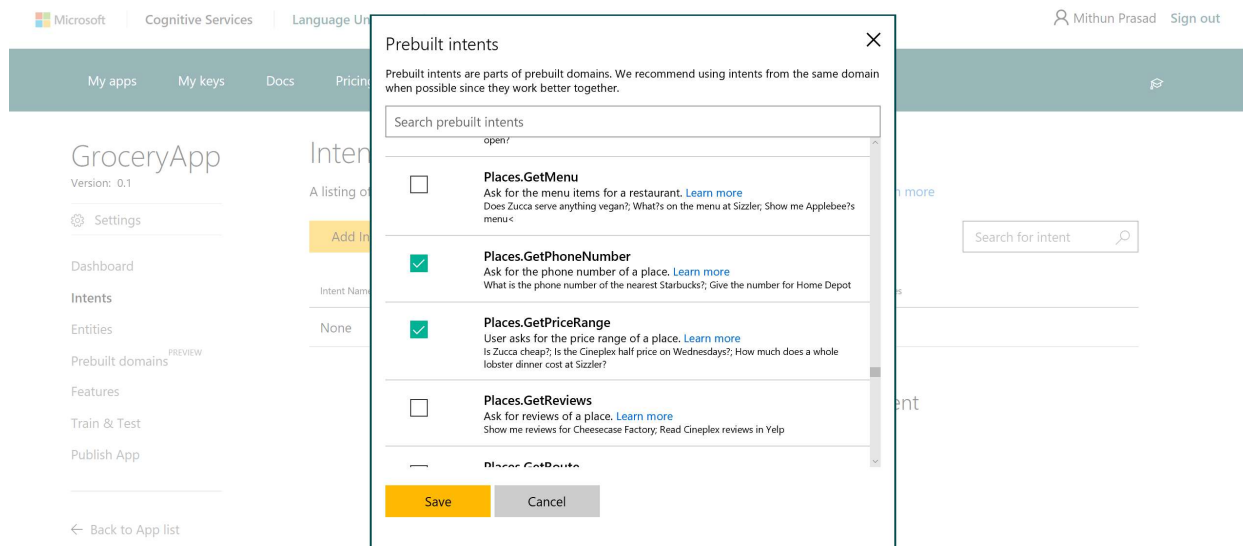 Microsoft Cognitive Services Language Un
Mithun Prasad Sign out
My apps My keys Docs Pricing
GroceryApp
Version: 0.1
Settings
Dashboard
Intents
Entities
Prebuilt domains PREVIEW
Features
Train & Test
Publish App
← Back to App list
Inten
A listing of
n more
Add In
Search for intent
Intent Name
es
None
ent
Prebuilt intents
Prebuilt intents are parts of prebuilt domains. We recommend using intents from the same domain
when possible since they work better together.
Search prebuilt intents
open?
Places.GetMenu
Ask for the menu items for a restaurant. Learn more
Does Zucca serve anything vegan?; What?s on the menu at Sizzler; Show me Applebee?s
menu<
Places.GetPhoneNumber
Ask for the phone number of a place. Learn more
What is the phone number of the nearest Starbucks?; Give the number for Home Depot
Places.GetPriceRange
User asks for the price range of a place. Learn more
Is Zucca cheap?; Is the Cineplex half price on Wednesdays?; How much does a whole
lobster dinner cost at Sizzler?
Places.GetReviews
Ask for reviews of a place. Learn more
Show me reviews for Cheesecase Factory; Read Cineplex reviews in Yelp
Places.GetRoute
Save Cancel